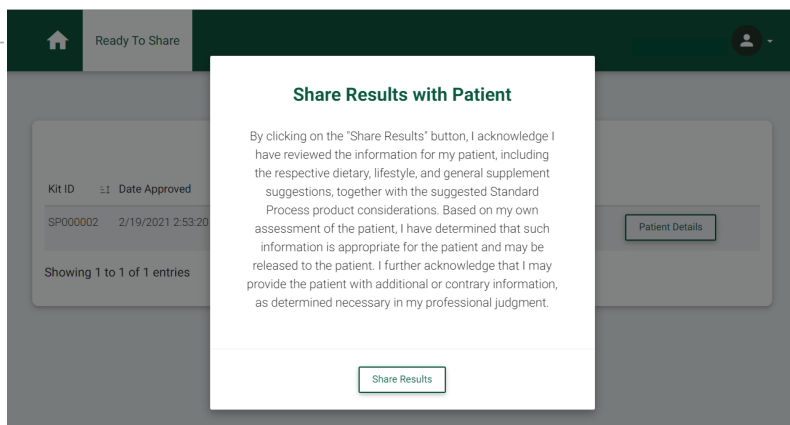 Ready To Share
Share Results with Patient
By clicking on the "Share Results" button, I acknowledge I
have reviewed the information for my patient, including
the respective dietary, lifestyle, and general supplement
suggestions, together with the suggested Standard
Process product considerations. Based on my own
assessment of the patient, I have determined that such
information is appropriate for the patient and may be
released to the patient. I further acknowledge that I may
provide the patient with additional or contrary information,
as determined necessary in my professional judgment.
Share Results
Kit ID Date Approved
SP000002 2/19/2021 2:53:20 Patient Details
Showing 1 to 1 of 1 entries